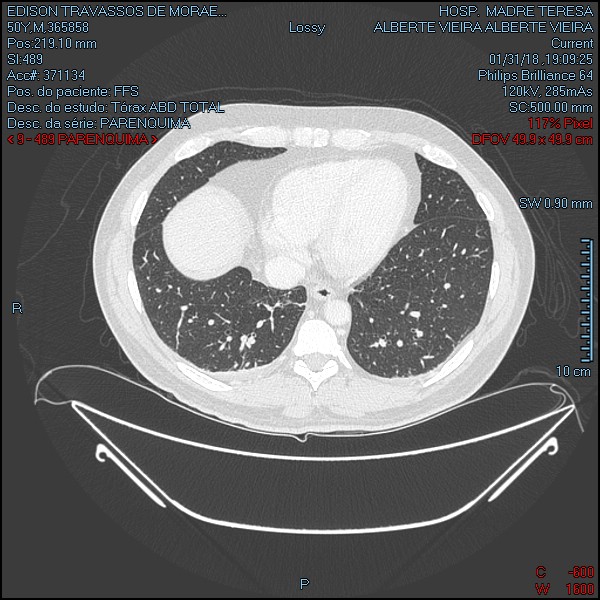 EDISON TRAVASSOS DE MORAE...
50Y,M,365858
Pos:219.10 mm
SI:489
Acc#: 371134
Pos. do paciente: FFS
Desc. do estudo: Tórax ABD TOTAL
Desc. da série: PARENQUIMA
< 9 - 489 PARENQUIMA >
Lossy
HOSP. MADRE TERESA
ALBERTE VIEIRA ALBERTE VIEIRA
Current
01/31/18 ,19:09:25
Philips Brilliance 64
120kV, 285mAs
SC:500.00 mm
117% Pixel
DFOV 49.9 x 49.9 cm
SW 0.90 mm
R
10 cm
P
C -600
W 1600